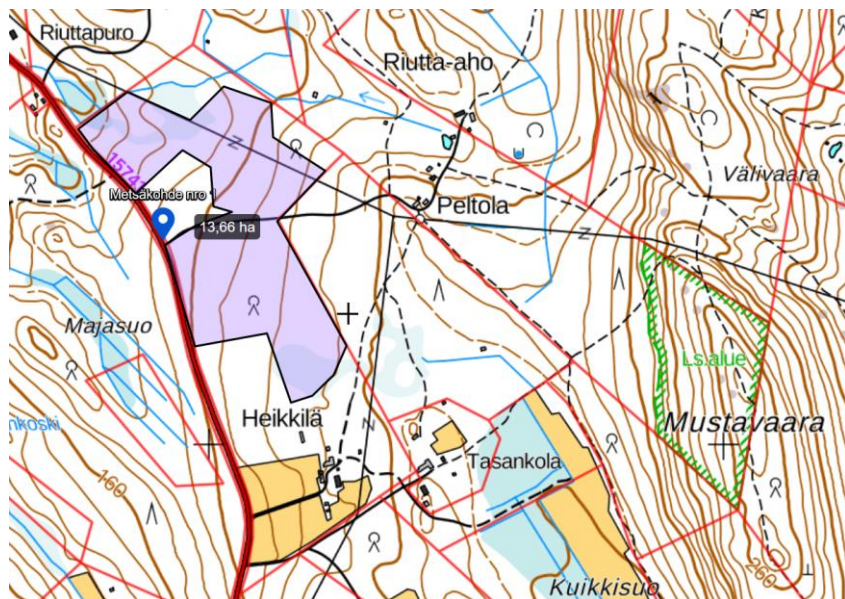 Riuttapuro
Riutta-aho
Välivaara
1574
Metsäkohde nro 1
Peltola
13,66 ha
Majasuo
Ls.alue
nkoski
Heikkilä
Mustavaara
Tasankola
160
260
Kuikkisuo